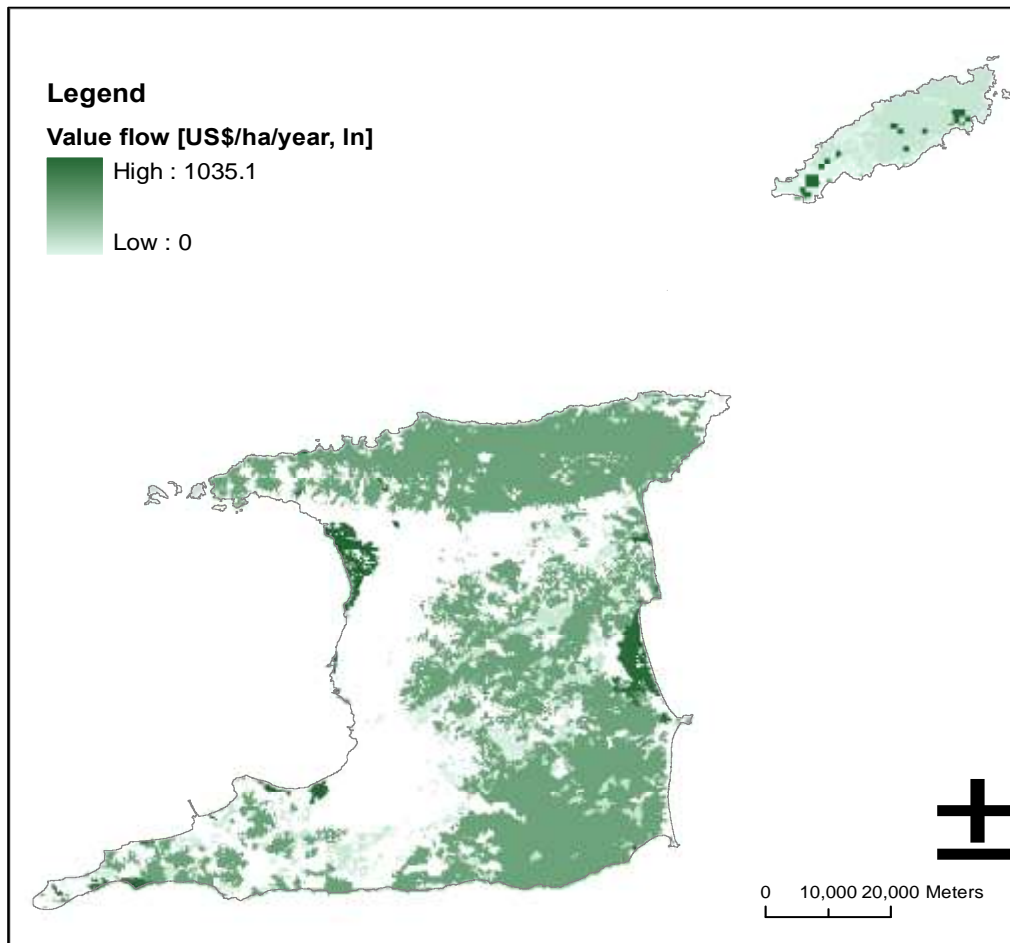 Legend
Value flow [US$/ha/year, ln]
High : 1035.1
Low : 0
0 10,000 20,000 Meters